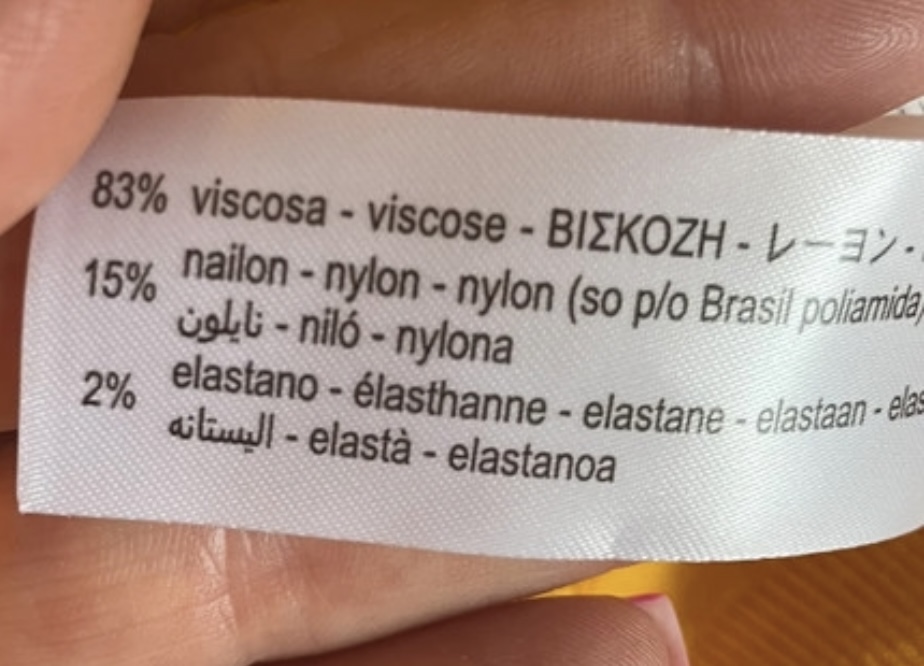 83% viscosa - viscose - ΒΙΣΚΟΖΗ - レーヨン -
15% nailon - nylon - nylon (so p/o Brasil poliamida)
نايلون - niló - nylona
2% elastano - élasthanne - elastane - elastaan -
اليستانه - elastà - elastanoa